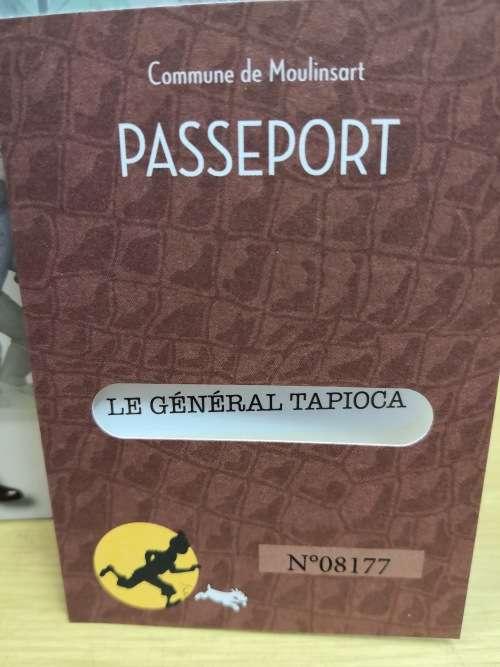 Commune de Moulinsart
PASSEPORT
LE GÉNÉRAL TAPIOCA
N°08177